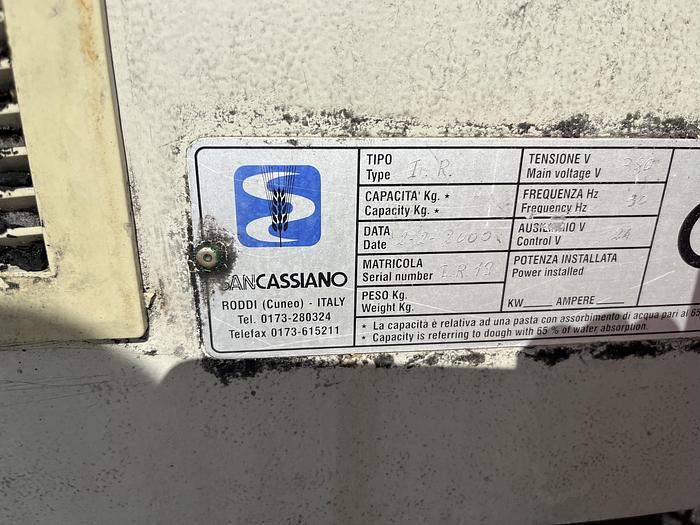 TIPO
Type I.R.
TENSIONE V
Main voltage V
CAPACITA' Kg. *
Capacity Kg. *
FREQUENZA Hz
Frequency Hz
DATA
Date
AUSILIARIO V
Control V
MATRICOLA
Serial number I R 19
POTENZA INSTALLATA
Power installed
PESO Kg.
Weight Kg.
KW AMPERE
SANCASSIANO
RODDI (Cuneo) - ITALY
Tel. 0173-280324
Telefax 0173-615211
* La capacità è relativa ad una pasta con assorbimento di acqua pari al 65
* Capacity is referring to dough with 65 % of water absorption.